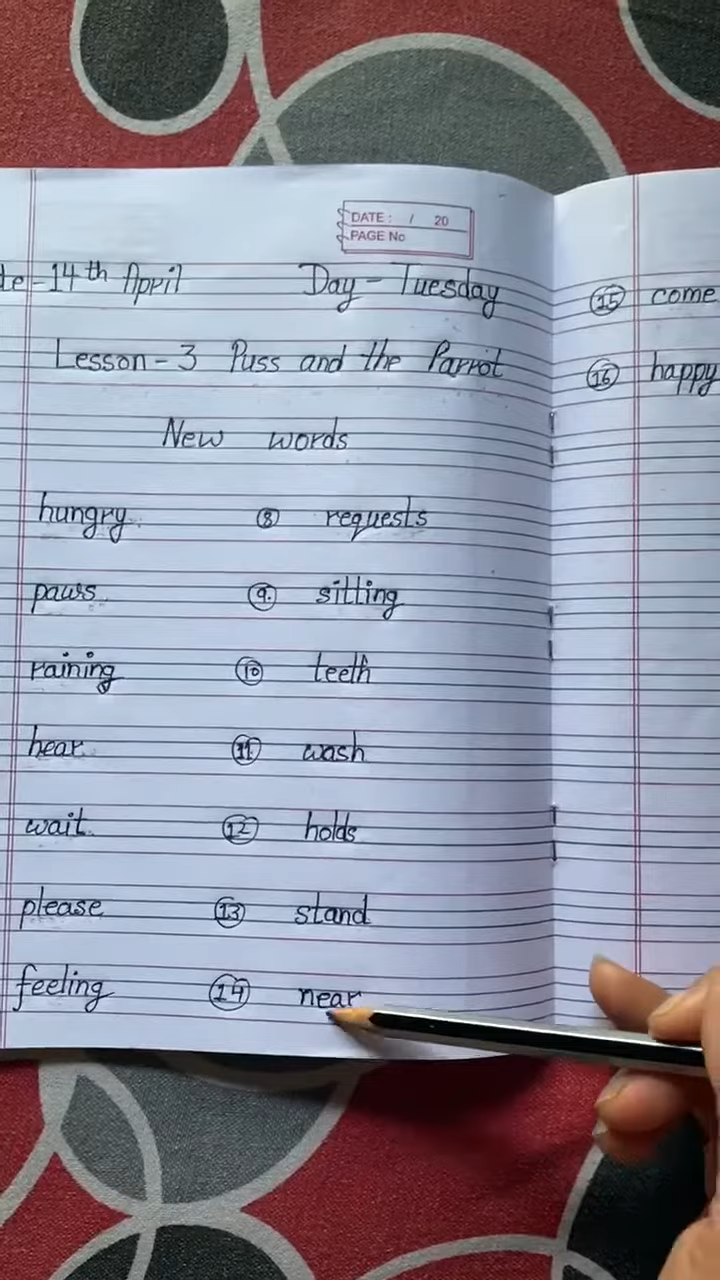 DATE: / 20
PAGE No
te-14th April Day-Tuesday
Lesson-3 Puss and the Parrot
New words
hungry. 8 requests
paws. 9. sitting
raining 10 teeth
hear. 11. wash
wait. 12 holds
please 13 stand
feeling 14 near
15 come
16 happy